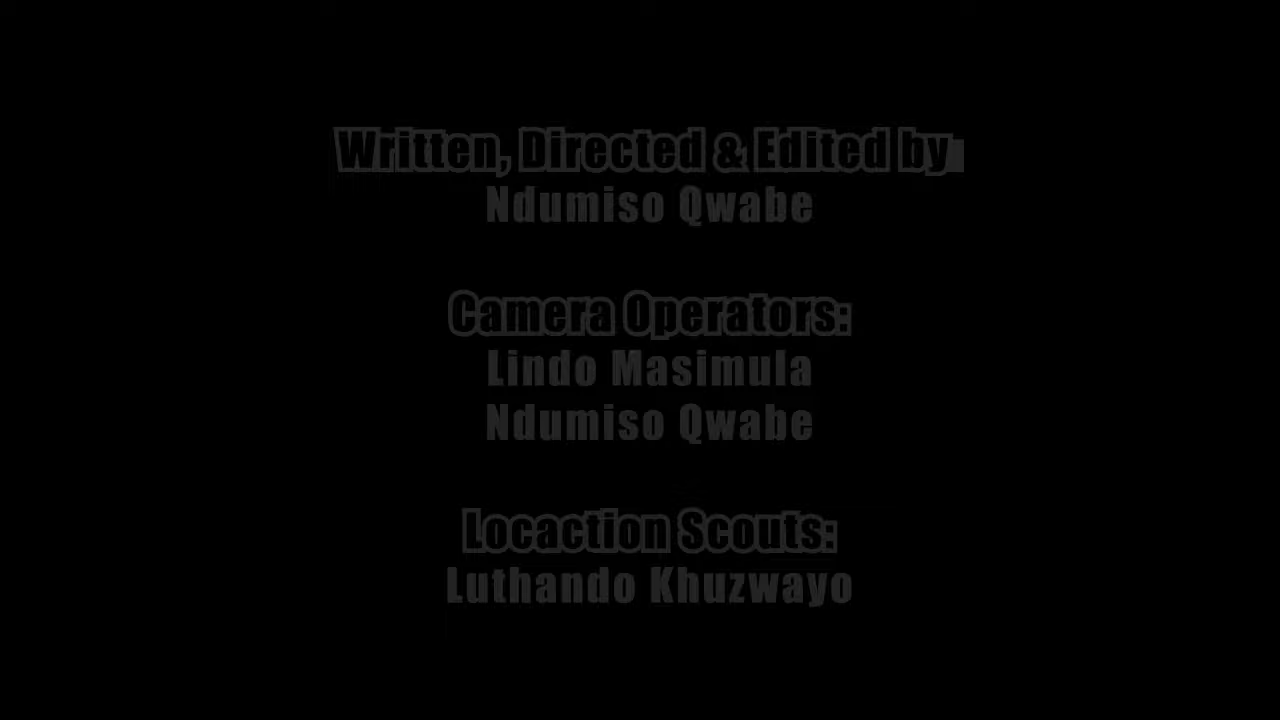 Written, Directed & Edited by
Ndumiso Qwabe
Camera Operators:
Lindo Masimula
Ndumiso Qwabe
Locaction Scouts:
Luthando Khuzwayo